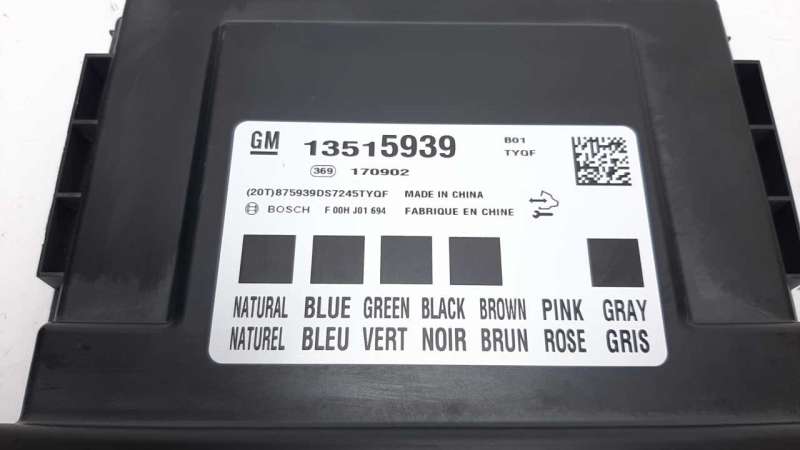 GM 13515939 B01
TYQF
369 170902
(20T)875939DS7245TYQF MADE IN CHINA
BOSCH F 00H J01 694 FABRIQUE EN CHINE
NATURAL BLUE GREEN BLACK BROWN PINK GRAY
NATUREL BLEU VERT NOIR BRUN ROSE GRIS